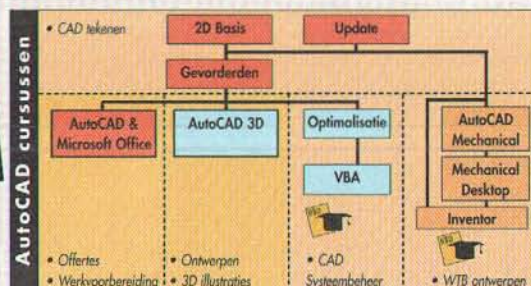 AutoCAD cursussen
• CAD tekenen
2D Basis
Update
Gevorderden
AutoCAD &
Microsoft Office
AutoCAD 3D
Optimalisatie
VBA
AutoCAD
Mechanical
Mechanical
Desktop
Inventor
• Offertes
• Werkvoorbereiding
• Ontwerpen
• 3D illustraties
• CAD
Systeembeheer
• WTB ontwerpen